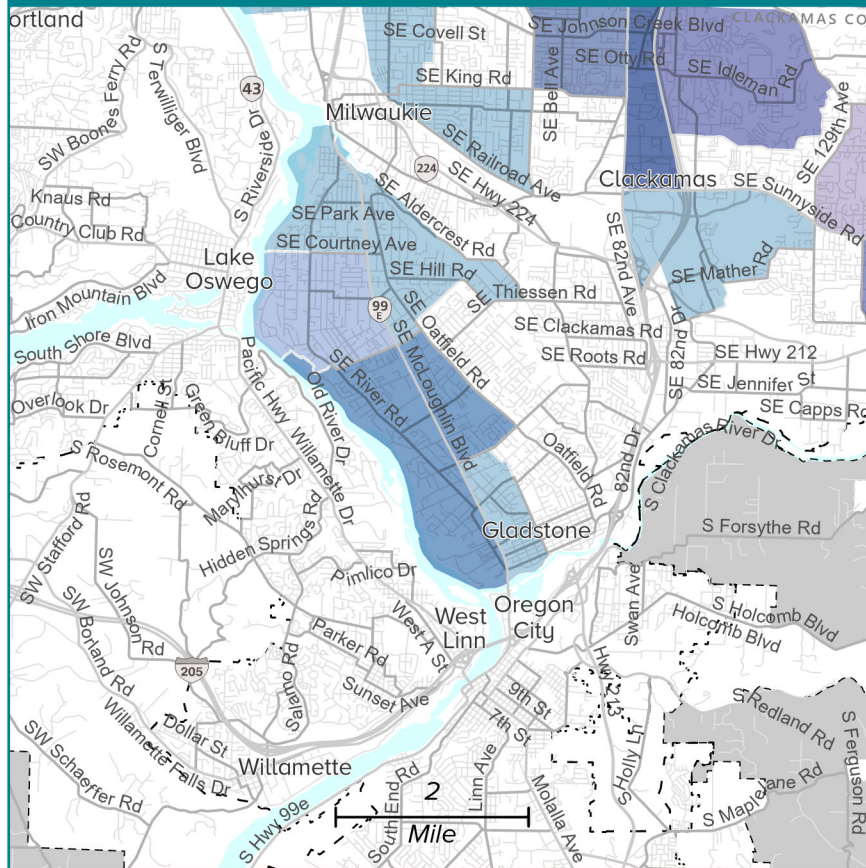 ortland
CLACKAMAS CO
SE Covell St
SE Johnson Creek Blvd
SW Boones Ferry Rd
S Terwilliger Blvd
43
S Riverside Dr
SE King Rd
SE Bell Ave
SE Otty Rd
SE Idleman Rd
SE 129th Ave
Milwaukie
SE Railroad Ave
224
SE Hwy 224
Clackamas
SE Sunnyside Rd
Knaus Rd
Country Club Rd
SE Park Ave
SE Aldercrest Rd
SE Courtney Ave
SE 82nd Ave
Lake
Oswego
SE Hill Rd
SE Mather Rd
Iron Mountain Blvd
SE
Thiessen Rd
99
E
SE 82nd Dr
South Shore Blvd
SE Oatfield Rd
SE Clackamas Rd
SE Roots Rd
SE Hwy 212
SE McLoughlin Blvd
SE River Rd
SE Jennifer St
Overlook Dr
Cornell St
Green Bluff Dr
Pacific Hwy
Old River Dr
Willamette Dr
SE Capps Rd
S Rosemont Rd
Marylhurst Dr
Oatfield Rd
82nd Dr
S Clackamas River Dr
SW Stafford Rd
Hidden Springs Rd
Gladstone
S Forsythe Rd
SW Johnson Rd
Pimlico Dr
SW Borland Rd
West A St
West
Linn
Oregon
City
Swan Ave
S Holcomb Blvd
Holcomb Blvd
Parker Rd
205
S Salamo Rd
Sunset Ave
Hwy 213
9th St
7th St
S Redland Rd
Dollar St
Willamette Falls Dr
Willamette
SW Schaeffer Rd
S Holly Ln
S Ferguson Rd
S Hwy 99e
2
Mile
South End Rd
Linn Ave
Molalla Ave
S Maplelane Rd